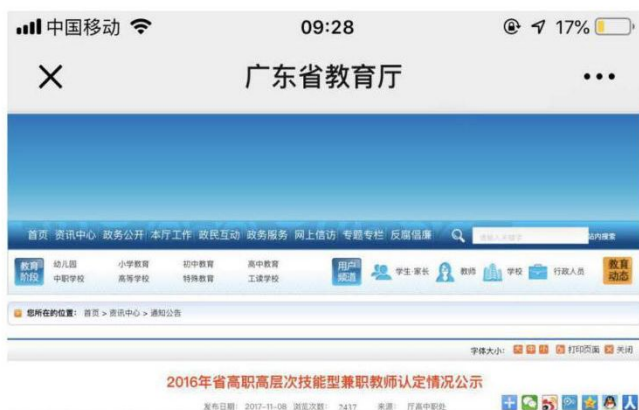 中国移动 09:28 17%
广东省教育厅
首页 资讯中心 政务公开 本厅工作 政民互动 政务服务 网上信访 专题专栏 反腐倡廉 请输入关键字 站内搜索
教育阶段 幼儿园 小学教育 初中教育 高中教育 用户频道 学生·家长 教师 学校 行政人员 教育动态
中职学校 高等学校 特殊教育 工读学校
您所在的位置: 首页 > 资讯中心 > 通知公告
字体大小: 大 中 小 打印页面 关闭
2016年省高职高层次技能型兼职教师认定情况公示
发布日期: 2017-11-08 浏览次数: 2437 来源: 厅高中职处